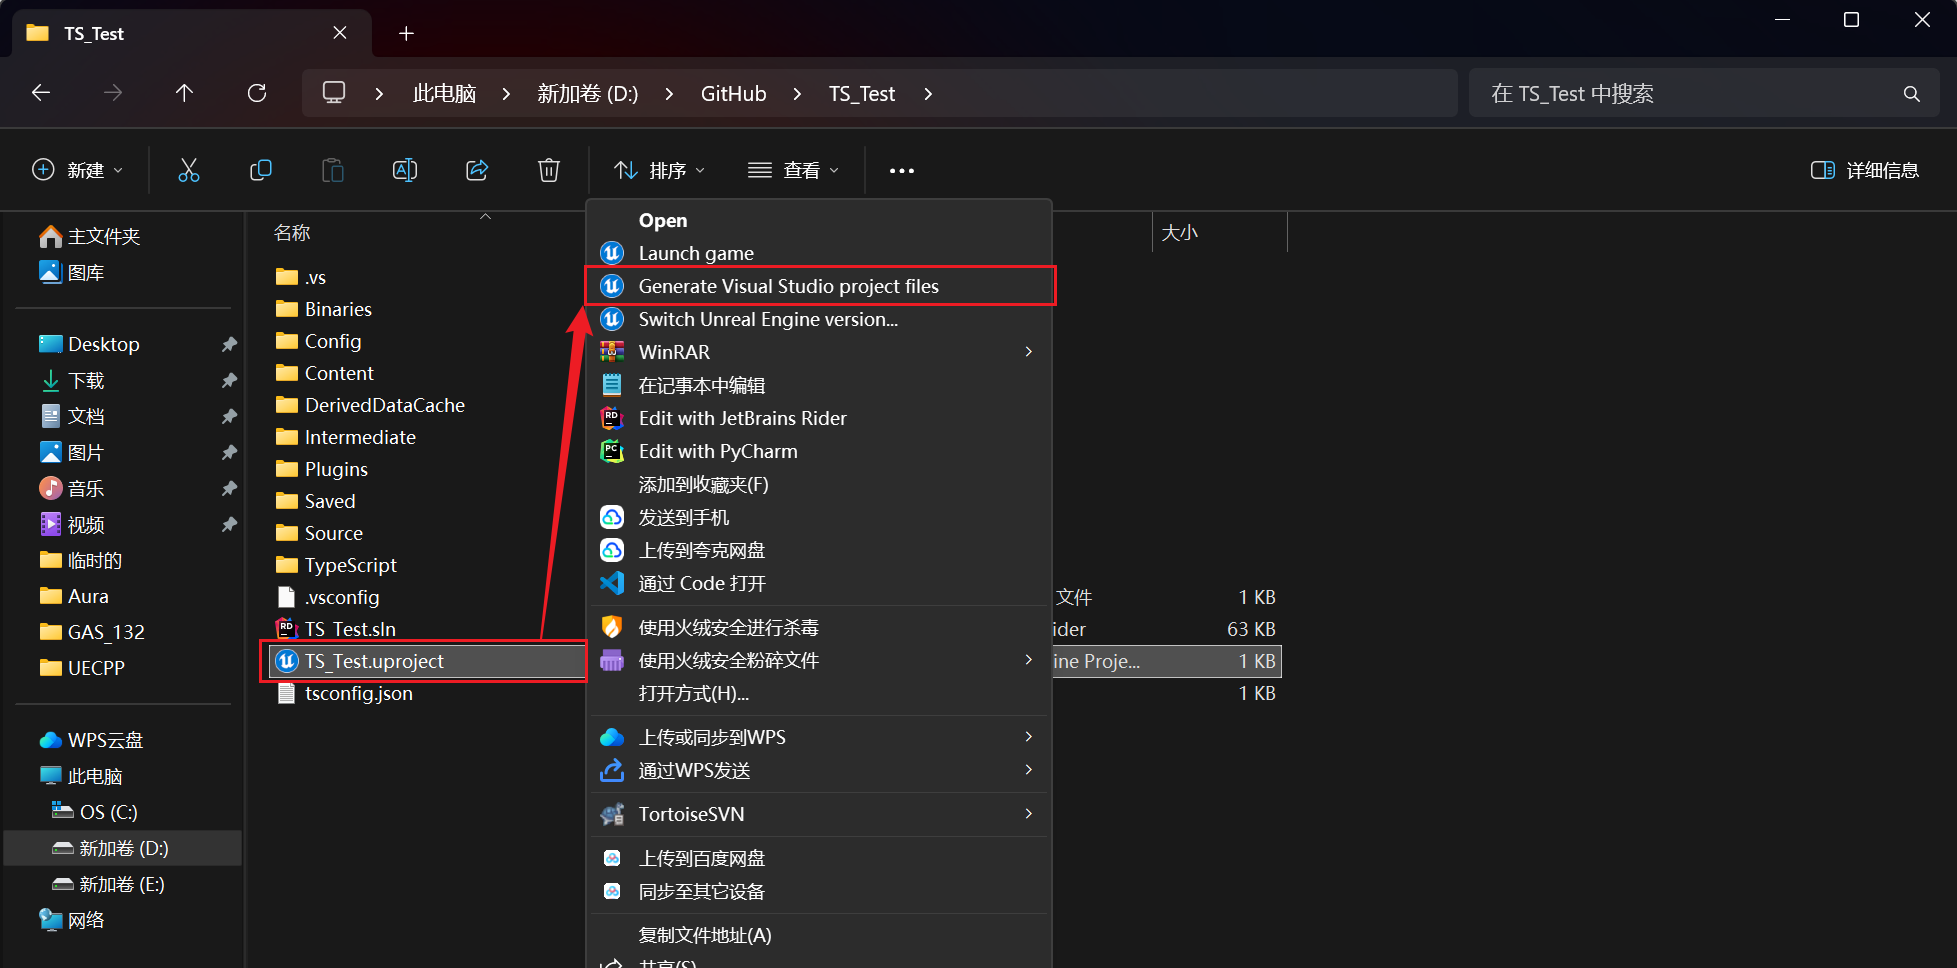 TS_Test
此电脑
新加卷 (D:)
GitHub
TS_Test
在 TS_Test 中搜索
新建
排序
查看
详细信息
主文件夹
图库
Desktop
下载
文档
图片
音乐
视频
临时的
Aura
GAS_132
UECPP
WPS云盘
此电脑
OS (C:)
新加卷 (D:)
新加卷 (E:)
网络
名称
大小
.vs
Binaries
Config
Content
DerivedDataCache
Intermediate
Plugins
Saved
Source
TypeScript
.vsconfig
文件
1 KB
TS_Test.sln
ider
63 KB
TS_Test.uproject
ine Proje...
1 KB
tsconfig.json
1 KB
Open
Launch game
Generate Visual Studio project files
Switch Unreal Engine version...
WinRAR
在记事本中编辑
Edit with JetBrains Rider
Edit with PyCharm
添加到收藏夹(F)
发送到手机
上传到夸克网盘
通过 Code 打开
使用火绒安全进行杀毒
使用火绒安全粉碎文件
打开方式(H)...
上传或同步到WPS
通过WPS发送
TortoiseSVN
上传到百度网盘
同步至其它设备
复制文件地址(A)
共享(S)